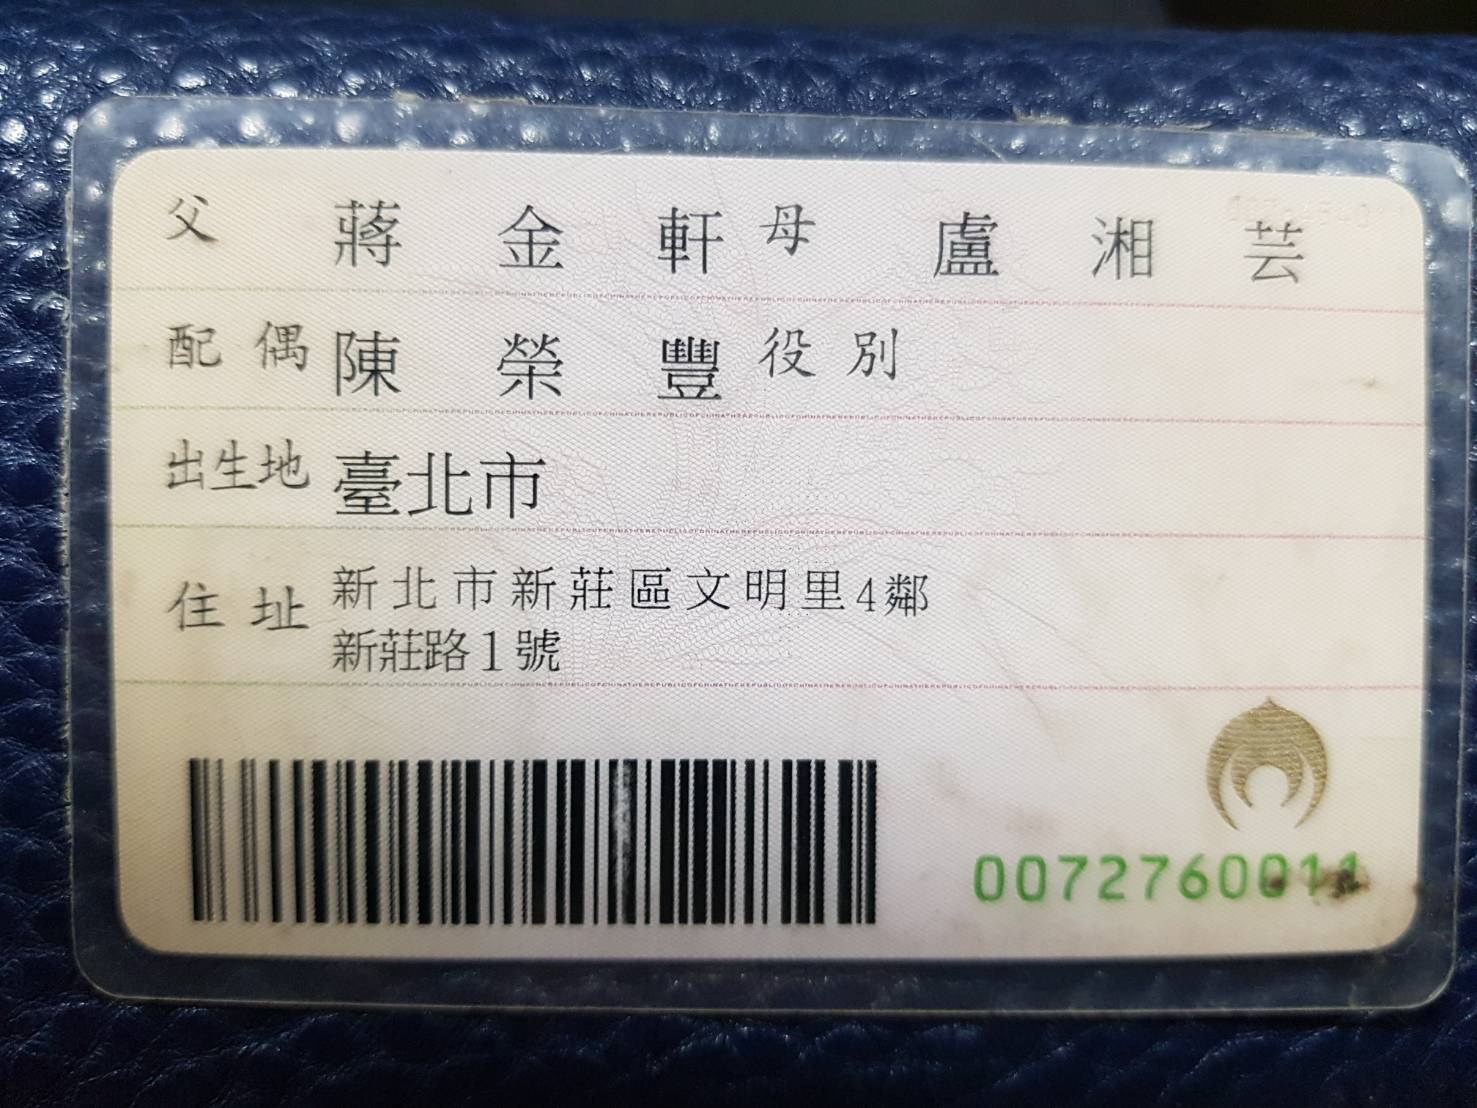 父 蔣金軒 母 盧湘芸
配偶 陳榮豐 役別
出生地 臺北市
住址 新北市新莊區文明里4鄰
新莊路1號
0072760011